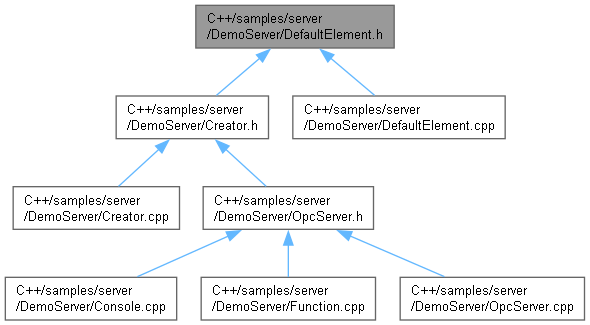 C++/samples/server
/DemoServer/DefaultElement.h
C++/samples/server
/DemoServer/Creator.h
C++/samples/server
/DemoServer/DefaultElement.cpp
C++/samples/server
/DemoServer/Creator.cpp
C++/samples/server
/DemoServer/OpcServer.h
C++/samples/server
/DemoServer/Console.cpp
C++/samples/server
/DemoServer/Function.cpp
C++/samples/server
/DemoServer/OpcServer.cpp